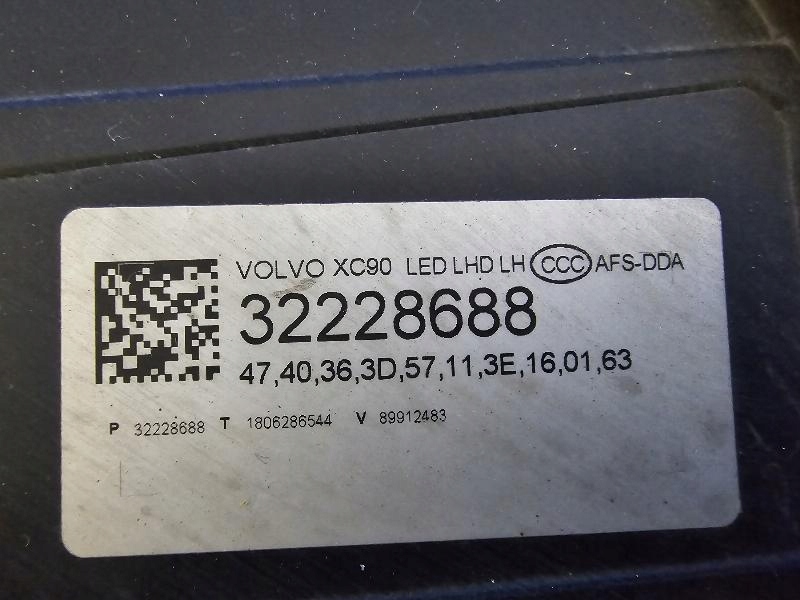 VOLVO XC90 LED LHD LH CCC AFS-DDA
32228688
47,40,36,3D,57,11,3E,16,01,63
P 32228688 T 1806286544 V 89912483